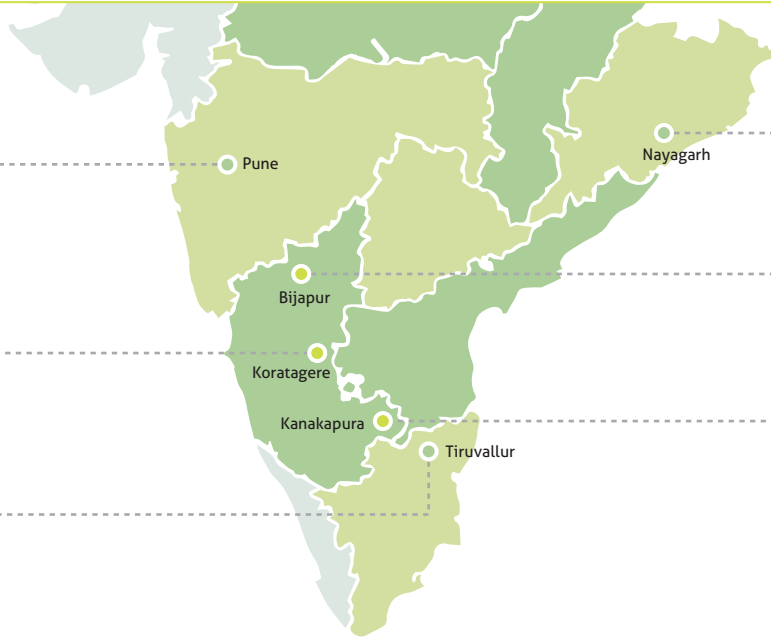 Nayagarh
Pune
Bijapur
Koratagere
Kanakapura
Tiruvallur